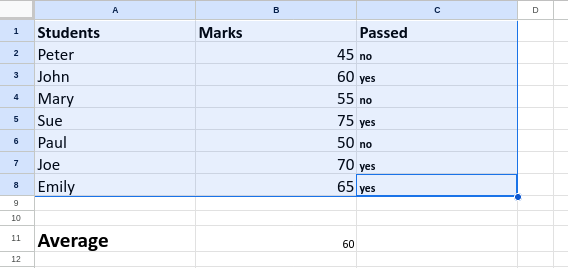 A B C D
1 Students Marks Passed
2 Peter 45 no
3 John 60 yes
4 Mary 55 no
5 Sue 75 yes
6 Paul 50 no
7 Joe 70 yes
8 Emily 65 yes
9
10
11 Average 60
12